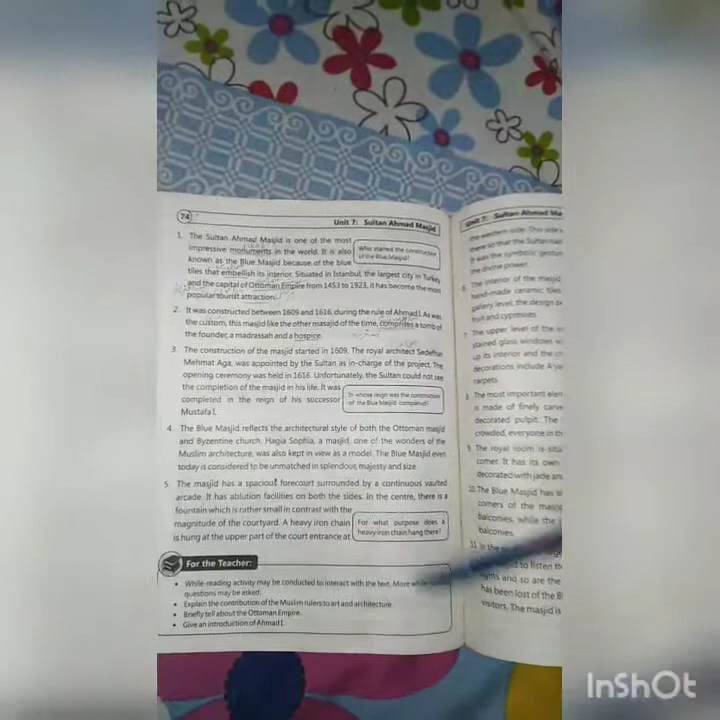 74
Unit 7: Sultan Ahmad Masjid
1. The Sultan Ahmad Masjid is one of the most
impressive monuments in the world. It is also
known as the Blue Masjid because of the blue
tiles that embellish its interior. Situated in Istanbul, the largest city in Turkey
and the capital of Ottoman Empire from 1453 to 1923, it has become the most
popular tourist attraction.
Who started the construction
of the Blue Masjid?
2. It was constructed between 1609 and 1616, during the rule of Ahmad I. As was
the custom, this masjid like the other masajid of the time, comprises a tomb of
the founder, a madrassah and a hospice.
3. The construction of the masjid started in 1609. The royal architect Sedefhar
Mehmat Aga, was appointed by the Sultan as in-charge of the project. The
opening ceremony was held in 1616. Unfortunately, the Sultan could not see
the completion of the masjid in his life. It was
completed in the reign of his successor
Mustafa I.
In whose reign was the construction
of the Blue Masjid completed?
4. The Blue Masjid reflects the architectural style of both the Ottoman masjid
and Byzentine church. Hagia Sophia, a masjid, one of the wonders of the
Muslim architecture, was also kept in view as a model. The Blue Masjid even
today is considered to be unmatched in splendour, majesty and size
5. The masjid has a spacious forecourt surrounded by a continuous vaulted
arcade. It has ablution facilities on both the sides. In the centre, there is a
fountain which is rather small in contrast with the
magnitude of the courtyard. A heavy iron chain
is hung at the upper part of the court entrance at
For what purpose does a
heavy iron chain hang there?
For the Teacher:
• While-reading activity may be conducted to interact with the text. More while-
questions may be asked.
• Explain the contribution of the Muslim rulers to art and architecture.
• Briefly tell about the Ottoman Empire.
• Give an introduction of Ahmad I.
Unit 7: Sultan Ahmad Ma
the western side. This side
there so that the Sultan had
It was the symbolic gesture
the divine power.
6. The interior of the masjid
hand-made ceramic tiles
gallery level, the design b
fruit and cypresses.
7. The upper level of the
stained glass windows
up its interior and the
decorations include
carpets.
8. The most important elem
is made of finely carve
decorated pulpit. The
crowded, everyone in th
9. The royal room is situ
corner. It has its own
decorated with jade an
10. The Blue Masjid has si
corners of the masj
balconies, while the
balconies.
11. In the
to listen th
and so are the
has been lost of the B
visitors. The masjid is
InShOt